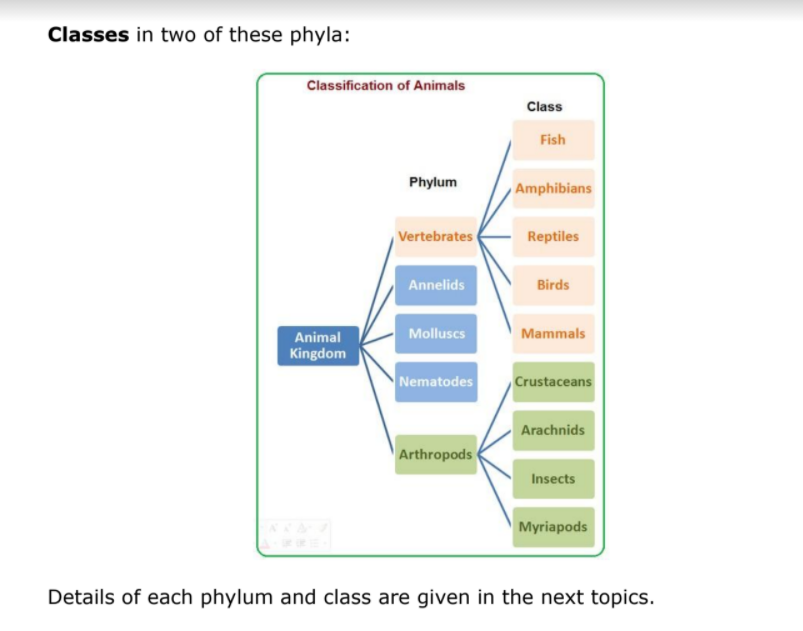 Classes in two of these phyla:
Classification of Animals
Class
Fish
Phylum
Amphibians
Vertebrates
Reptiles
Annelids
Birds
Animal
Kingdom
Molluscs
Mammals
Nematodes
Crustaceans
Arachnids
Arthropods
Insects
Myriapods
Details of each phylum and class are given in the next topics.